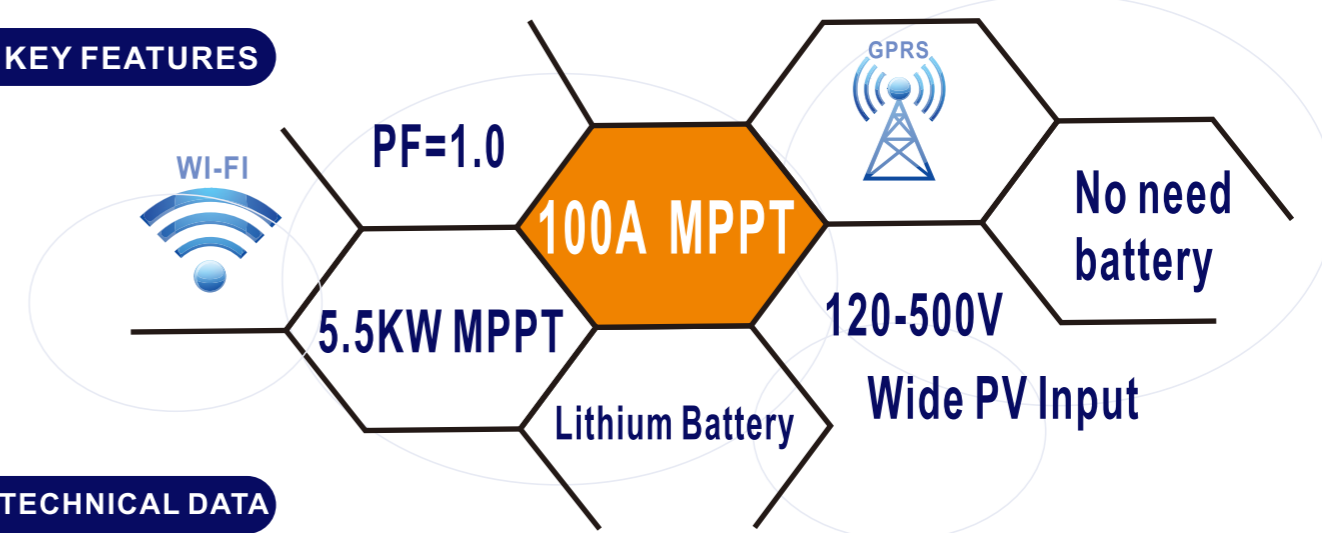 KEY FEATURES
GPRS
PF=1.0
WI-FI
No need
battery
100A MPPT
120-500V
5.5KW MPPT
Wide PV Input
Lithium Battery
TECHNICAL DATA